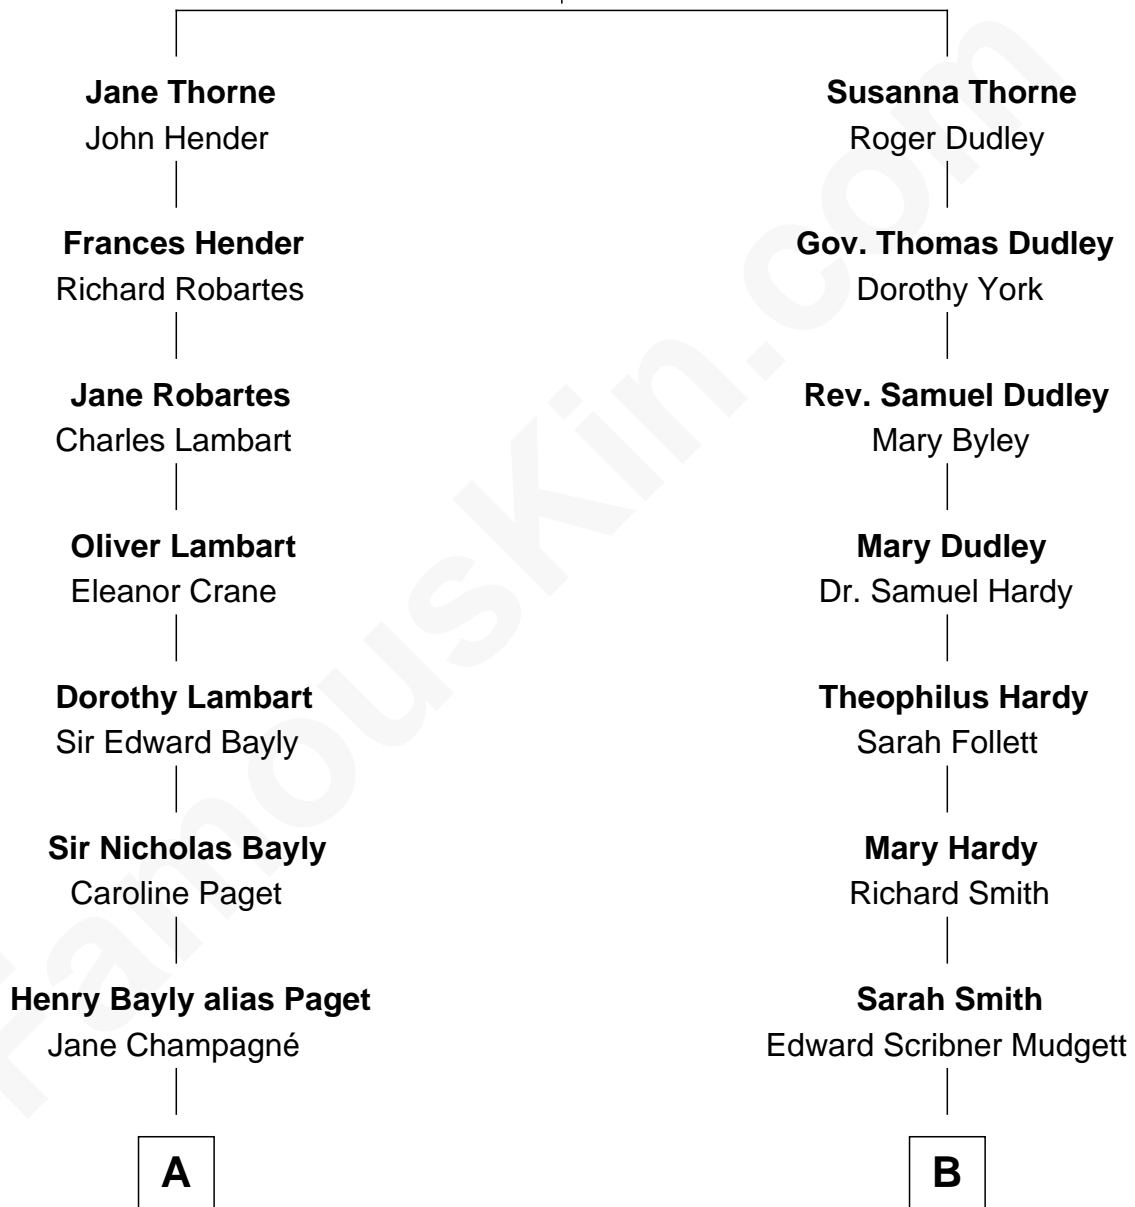 Jane Thorne
John Hender
Frances Hender
Richard Robartes
Jane Robartes
Charles Lambart
Oliver Lambart
Eleanor Crane
Dorothy Lambart
Sir Edward Bayly
Sir Nicholas Bayly
Caroline Paget
Henry Bayly alias Paget
Jane Champagné
A
Susanna Thorne
Roger Dudley
Gov. Thomas Dudley
Dorothy York
Rev. Samuel Dudley
Mary Byley
Mary Dudley
Dr. Samuel Hardy
Theophilus Hardy
Sarah Follett
Mary Hardy
Richard Smith
Sarah Smith
Edward Scribner Mudgett
B
FamousKin.com